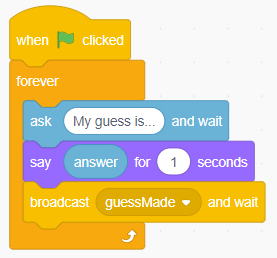 when clicked
forever
ask My guess is... and wait
say answer for 1 seconds
broadcast guessMade and wait